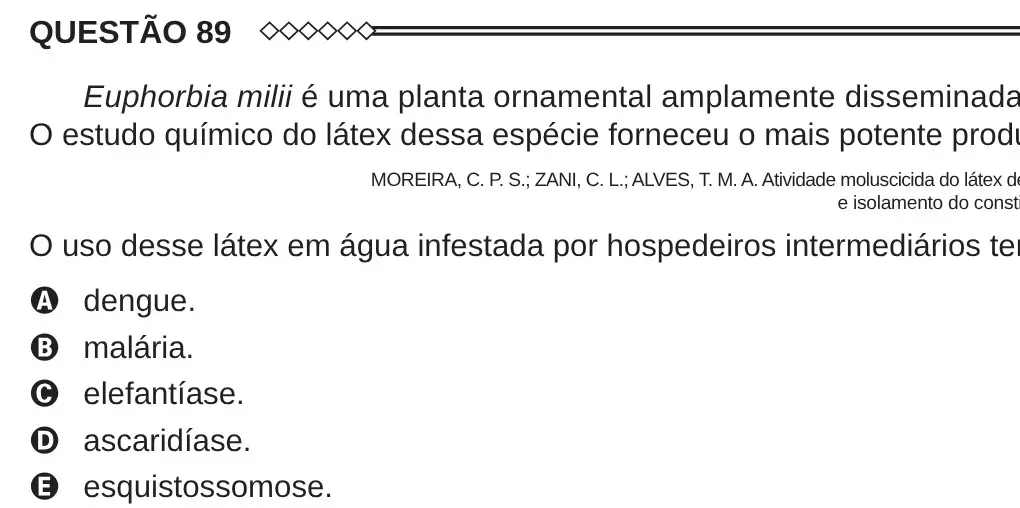 QUESTÃO 89
Euphorbia milii é uma planta ornamental amplamente disseminada
O estudo químico do látex dessa espécie forneceu o mais potente
MOREIRA, C. P. S.; ZANI, C. L.; ALVES, T. M. A. Atividade moluscicida do látex
e isolamento do
O uso desse látex em água infestada por hospedeiros intermediários
A dengue.
B malária.
C elefantíase.
D ascaridíase.
E esquistossomose.